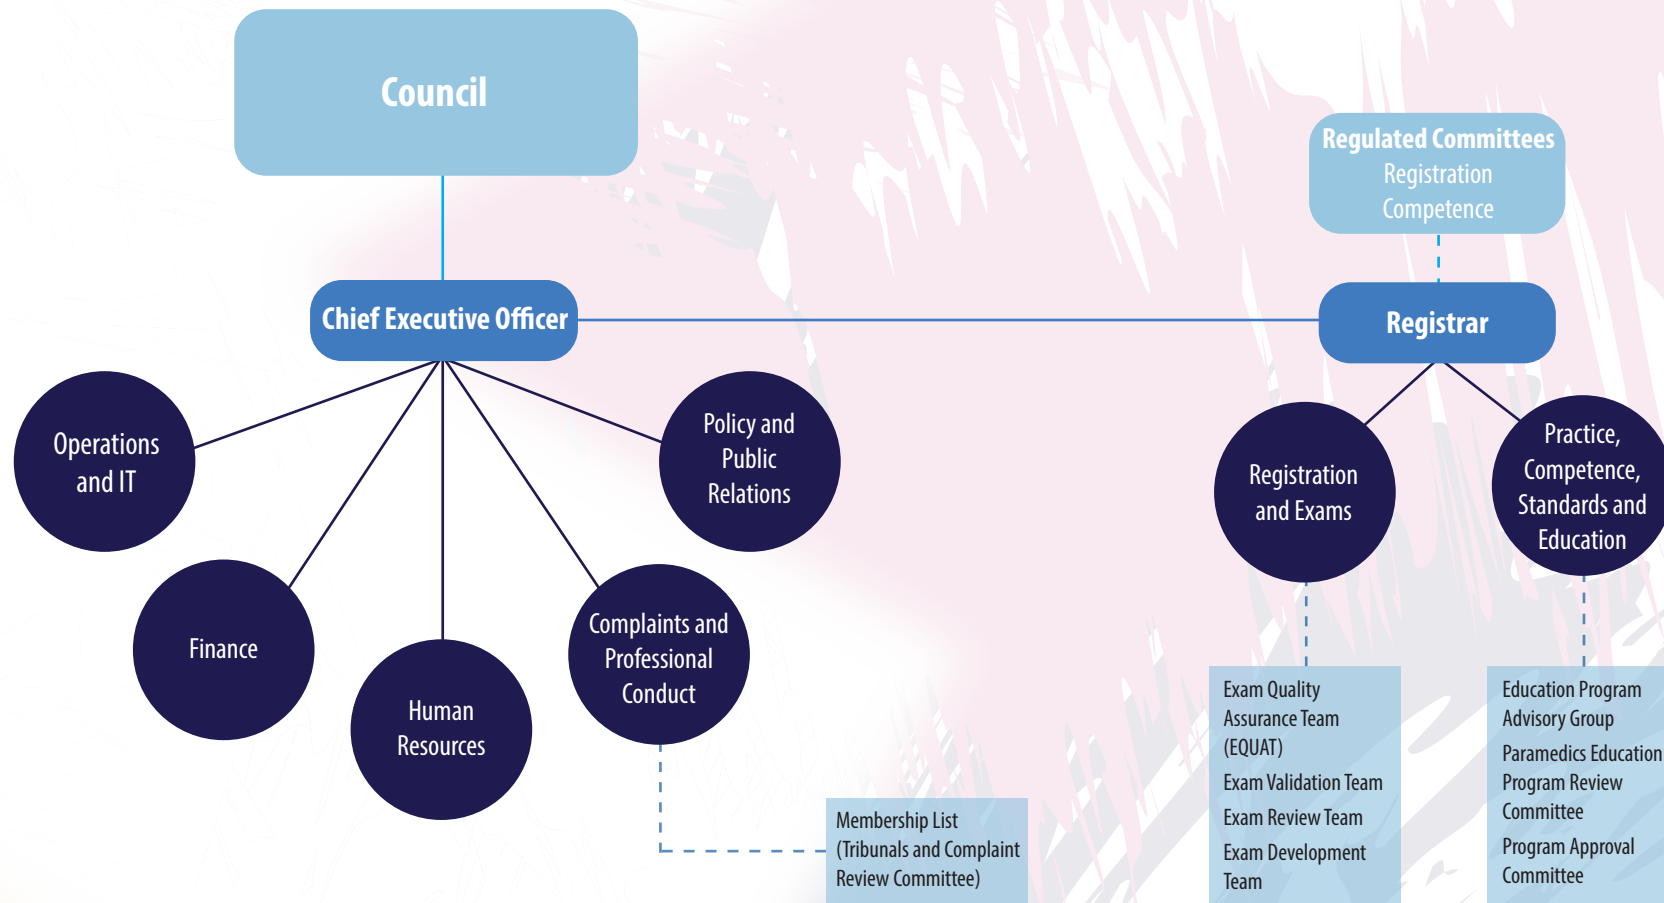 Council
Regulated Committees
Registration
Competence
Chief Executive Officer
Registrar
Operations
and IT
Finance
Human
Resources
Complaints and
Professional
Conduct
Policy and
Public
Relations
Registration
and Exams
Practice,
Competence,
Standards and
Education
Membership List
(Tribunals and Complaint
Review Committee)
Exam Quality
Assurance Team
(EQUAT)
Exam Validation Team
Exam Review Team
Exam Development
Team
Education Program
Advisory Group
Paramedics Education
Program Review
Committee
Program Approval
Committee